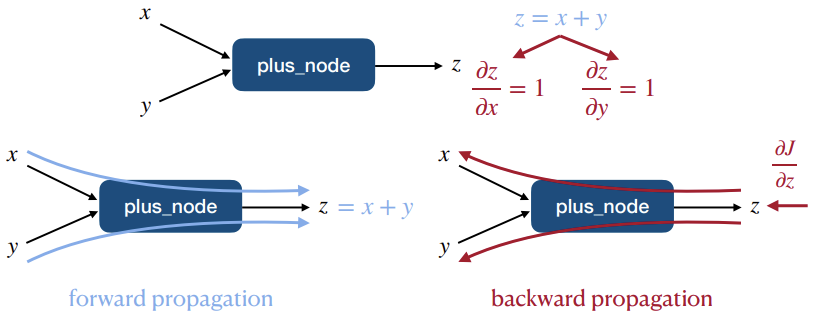 x
y
plus_node
z
z = x + y
∂z/∂x = 1
∂z/∂y = 1
x
y
plus_node
z = x + y
forward propagation
x
y
plus_node
z
∂J/∂z
backward propagation